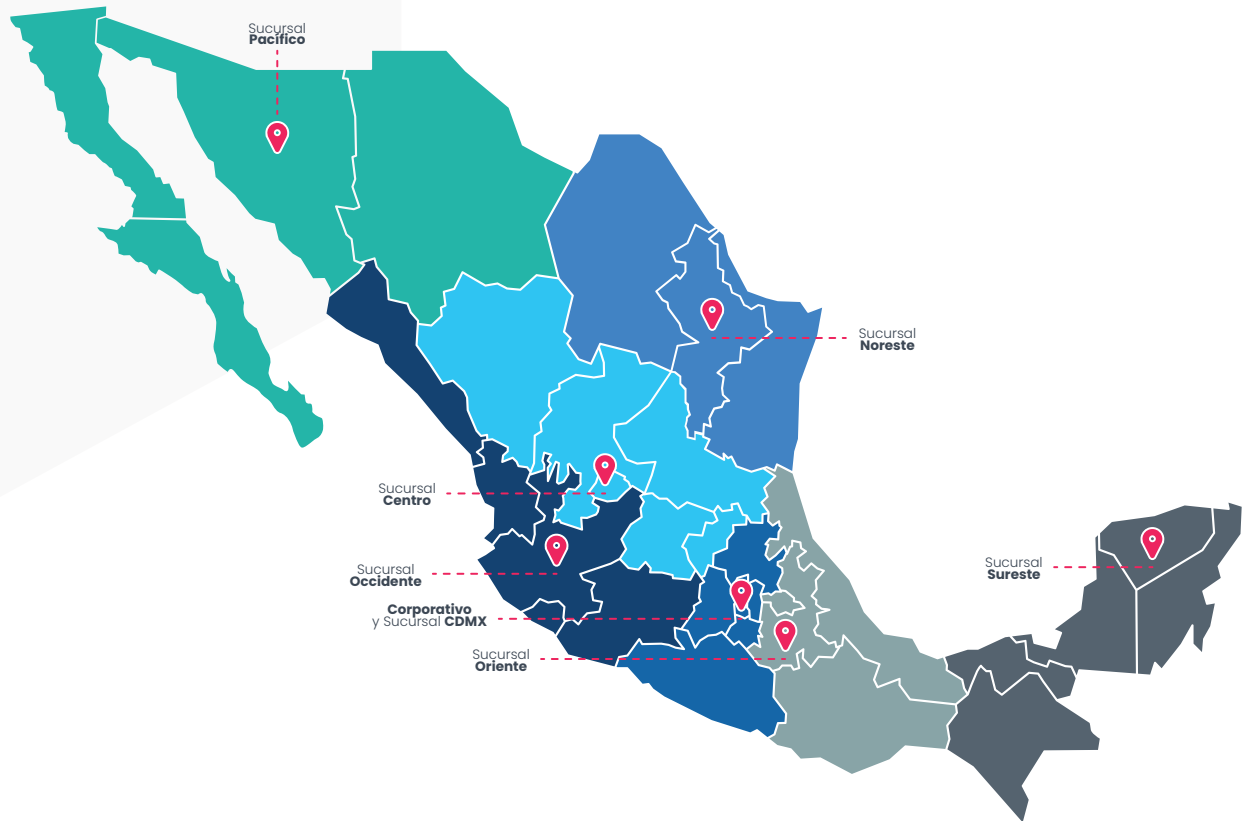 Sucursal
Pacífico
Sucursal
Noreste
Sucursal
Centro
Sucursal
Sureste
Sucursal
Occidente
Corporativo
y Sucursal CDMX
Sucursal
Oriente